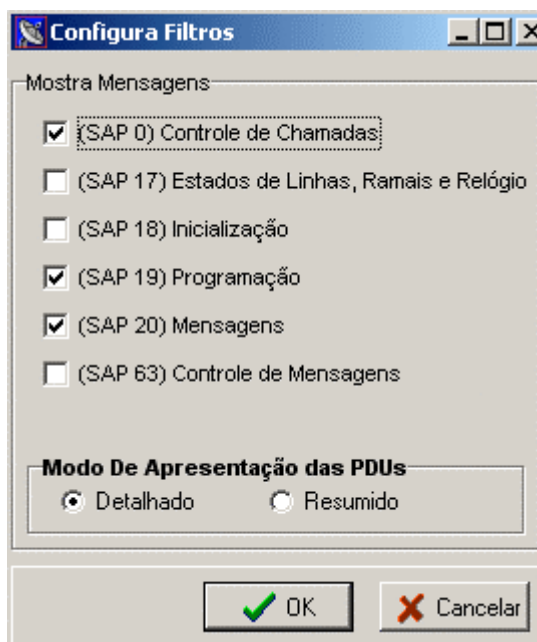 Configura Filtros
Mostra Mensagens
(SAP 0) Controle de Chamadas
(SAP 17) Estados de Linhas, Ramais e Relógio
(SAP 18) Inicialização
(SAP 19) Programação
(SAP 20) Mensagens
(SAP 63) Controle de Mensagens
Modo De Apresentação das PDUs
Detalhado Resumido
OK Cancelar